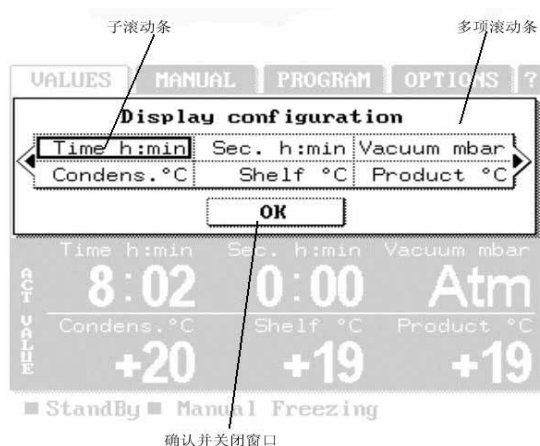 子滚动条 多项滚动条
VALUES MANUAL PROGRAM OPTIONS ?
Display configuration
Time h:min Sec. h:min Vacuum mbar
Condens.°C Shelf °C Product °C
OK
Time h:min Sec. h:min Vacuum mbar
ACT VALUE
8:02 0:00 Atm
Condens.°C Shelf °C Product °C
+20 +19 +19
StandBy Manual Freezing
确认并关闭窗口